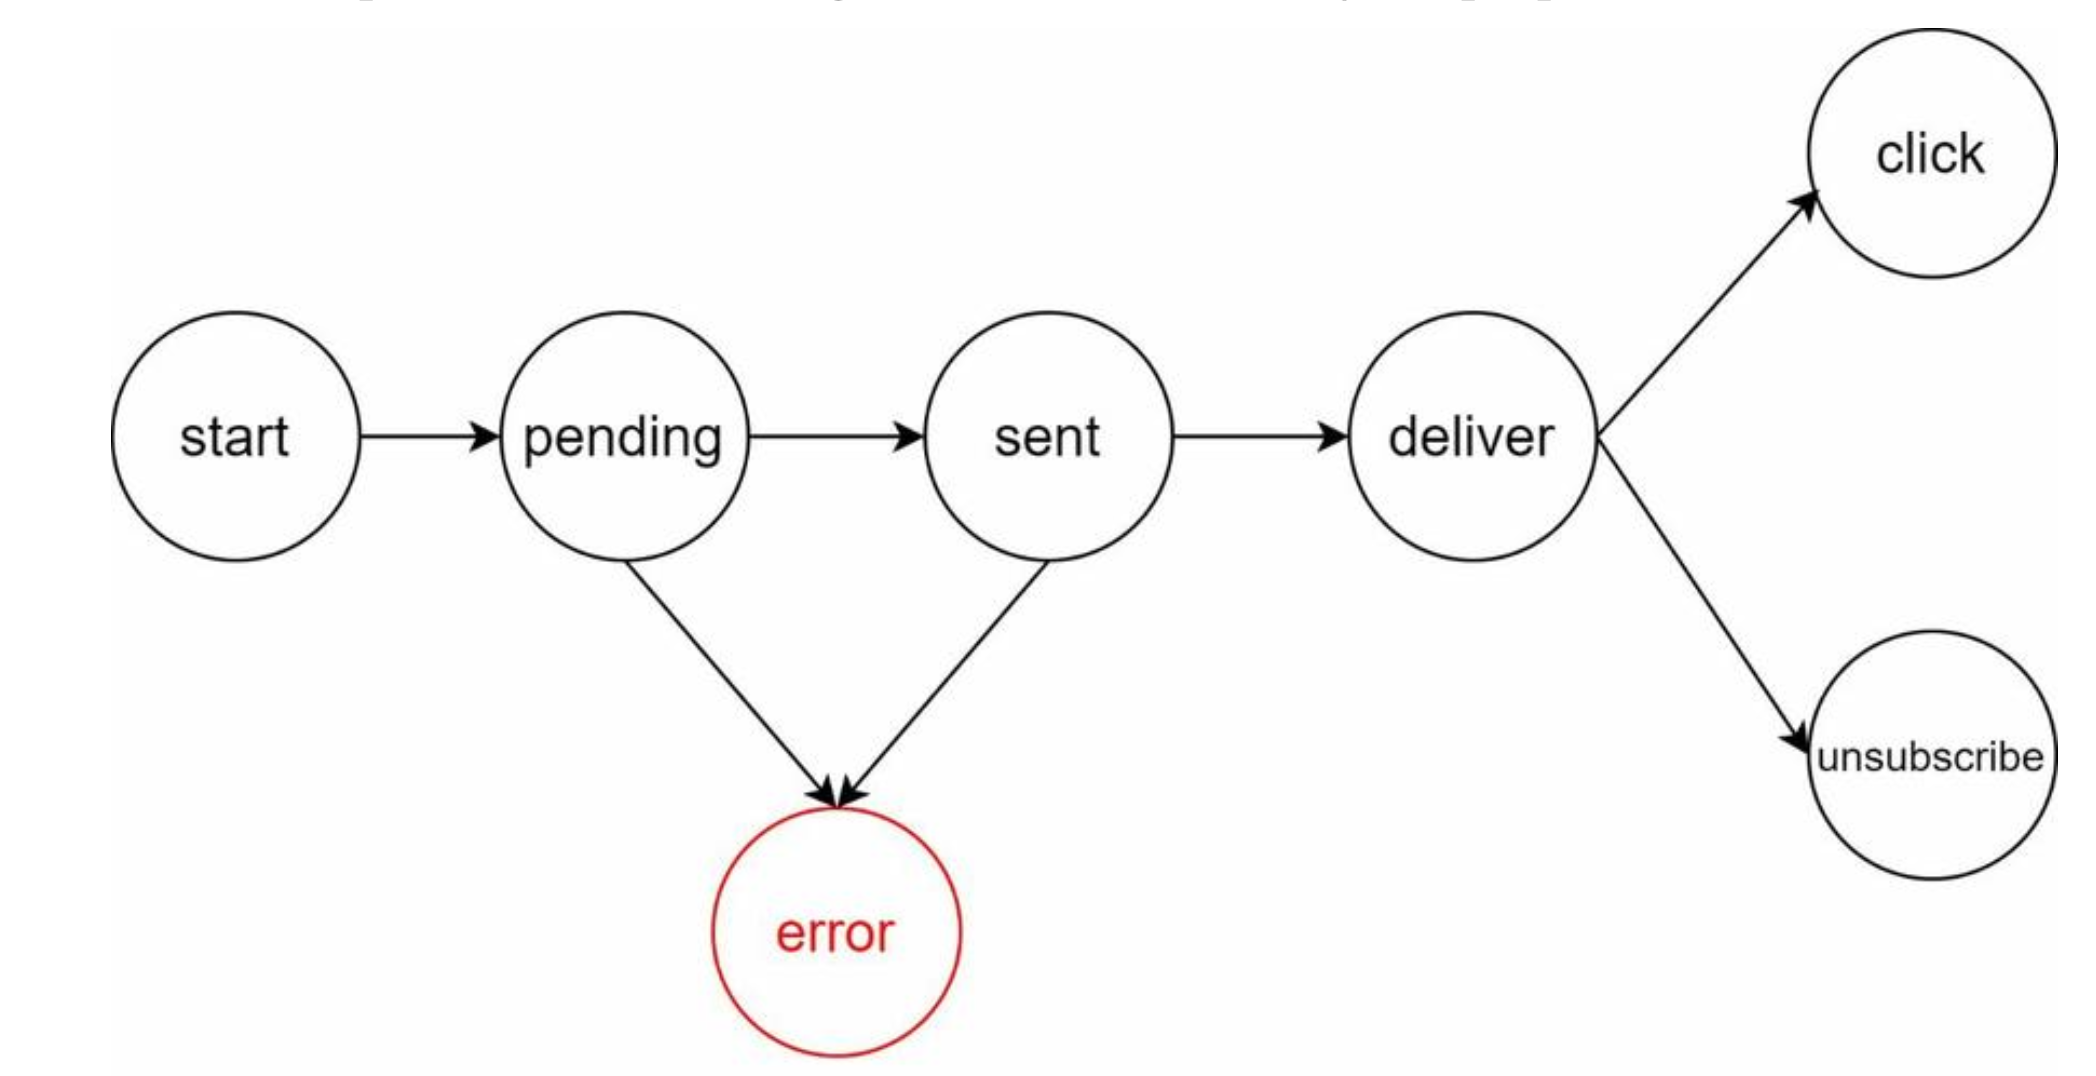 click
start
pending
sent
deliver
unsubscribe
error